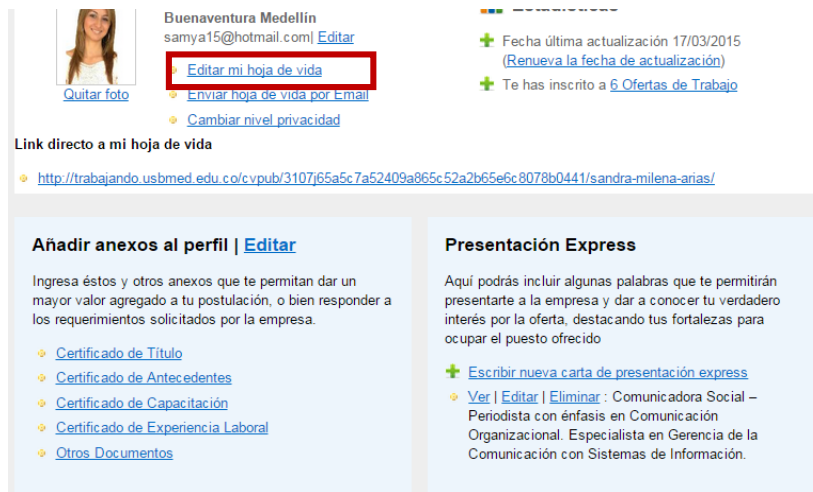 Buenaventura Medellín
samya15@hotmail.com| Editar
Editar mi hoja de vida
Enviar hoja de vida por Email
Cambiar nivel privacidad
Quitar foto
Estadísticas
Fecha última actualización 17/03/2015
(Renueva la fecha de actualización)
Te has inscrito a 6 Ofertas de Trabajo
Link directo a mi hoja de vida
http://trabajando.usbmed.edu.co/cvpub/3107j65a5c7a52409a865c52a2b65e6c8078b0441/sandra-milena-arias/
Añadir anexos al perfil | Editar
Ingresa éstos y otros anexos que te permitan dar un
mayor valor agregado a tu postulación, o bien responder a
los requerimientos solicitados por la empresa.
Certificado de Título
Certificado de Antecedentes
Certificado de Capacitación
Certificado de Experiencia Laboral
Otros Documentos
Presentación Express
Aquí podrás incluir algunas palabras que te permitirán
presentarte a la empresa y dar a conocer tu verdadero
interés por la oferta, destacando tus fortalezas para
ocupar el puesto ofrecido
Escribir nueva carta de presentación express
Ver | Editar | Eliminar : Comunicadora Social –
Periodista con énfasis en Comunicación
Organizacional. Especialista en Gerencia de la
Comunicación con Sistemas de Información.